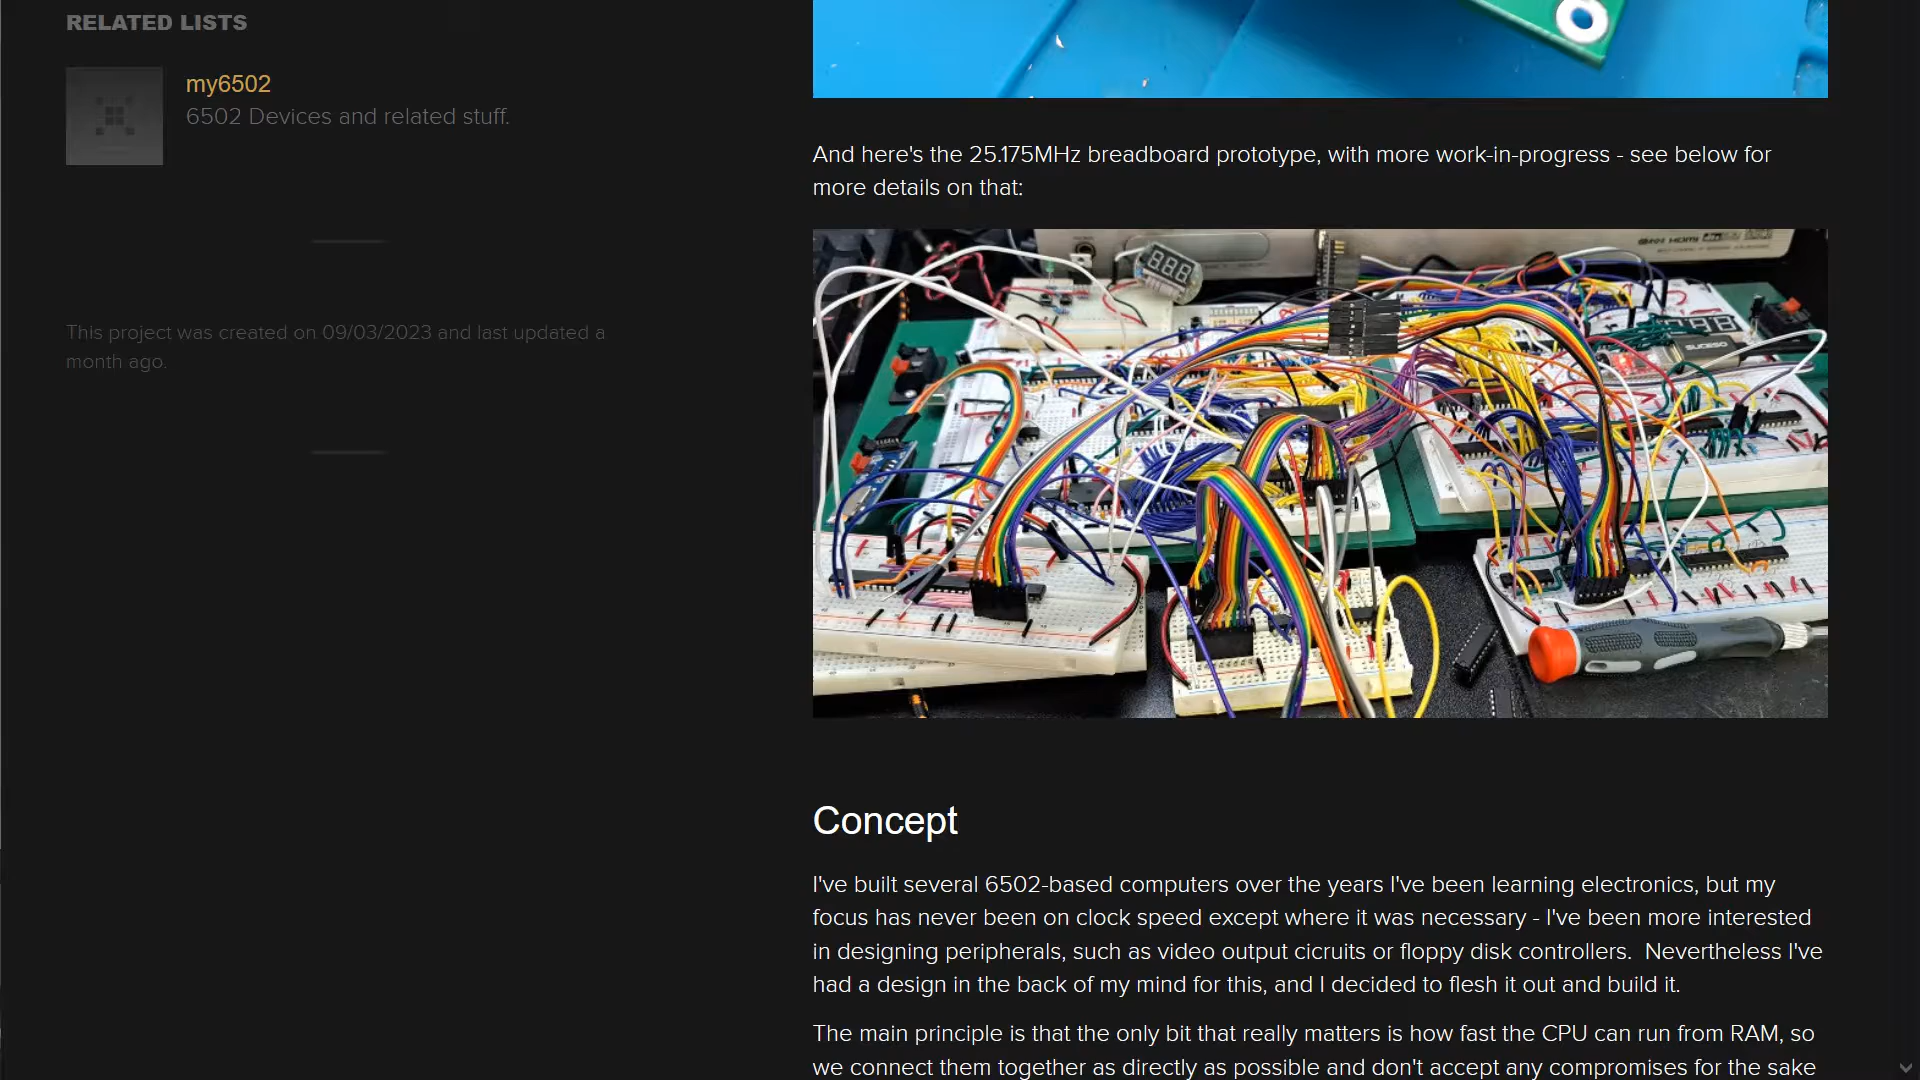 RELATED LISTS
my6502
6502 Devices and related stuff.
This project was created on 09/03/2023 and last updated a
month ago.
And here's the 25.175MHz breadboard prototype, with more work-in-progress - see below for
more details on that:
HDMI
SUCESO
Concept
I've built several 6502-based computers over the years I've been learning electronics, but my
focus has never been on clock speed except where it was necessary - I've been more interested
in designing peripherals, such as video output cicruits or floppy disk controllers.  Nevertheless I've
had a design in the back of my mind for this, and I decided to flesh it out and build it.
The main principle is that the only bit that really matters is how fast the CPU can run from RAM, so
we connect them together as directly as possible and don't accept any compromises for the sake